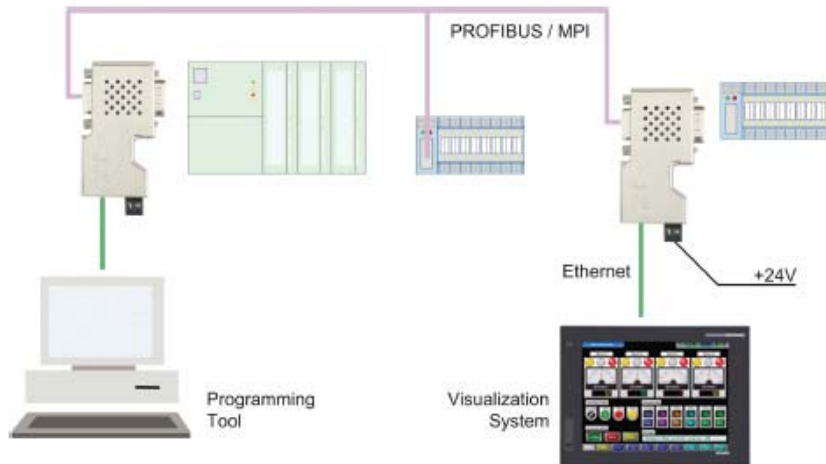 PROFIBUS / MPI
Ethernet
+24V
Programming
Tool
Visualization
System